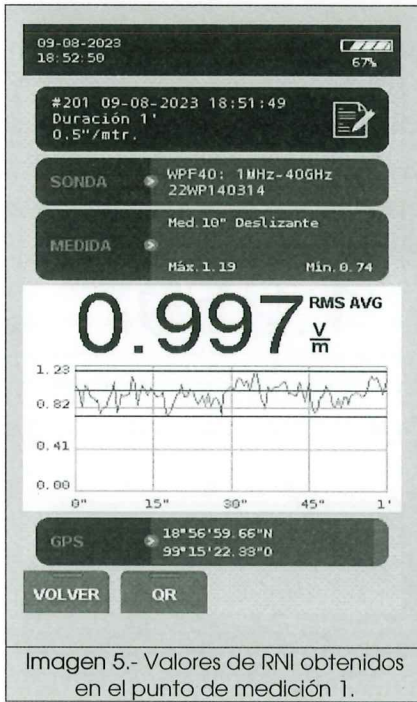 09-08-2023
18:52:50
67%
#201 09-08-2023 18:51:49
Duración 1'
0.5"/mtr.
SONDA
WPF40: 1MHz-40GHz
22WP140314
MEDIDA
Med.10" Deslizante
Máx.1.19 Mín.0.74
0.997 RMS AVG V/m
1.23
0.82
0.41
0.00
0" 15" 30" 45" 1'
GPS
18°56'59.66"N
99°15'22.33"O
VOLVER QR
Imagen 5.- Valores de RNI obtenidos
en el punto de medición 1.